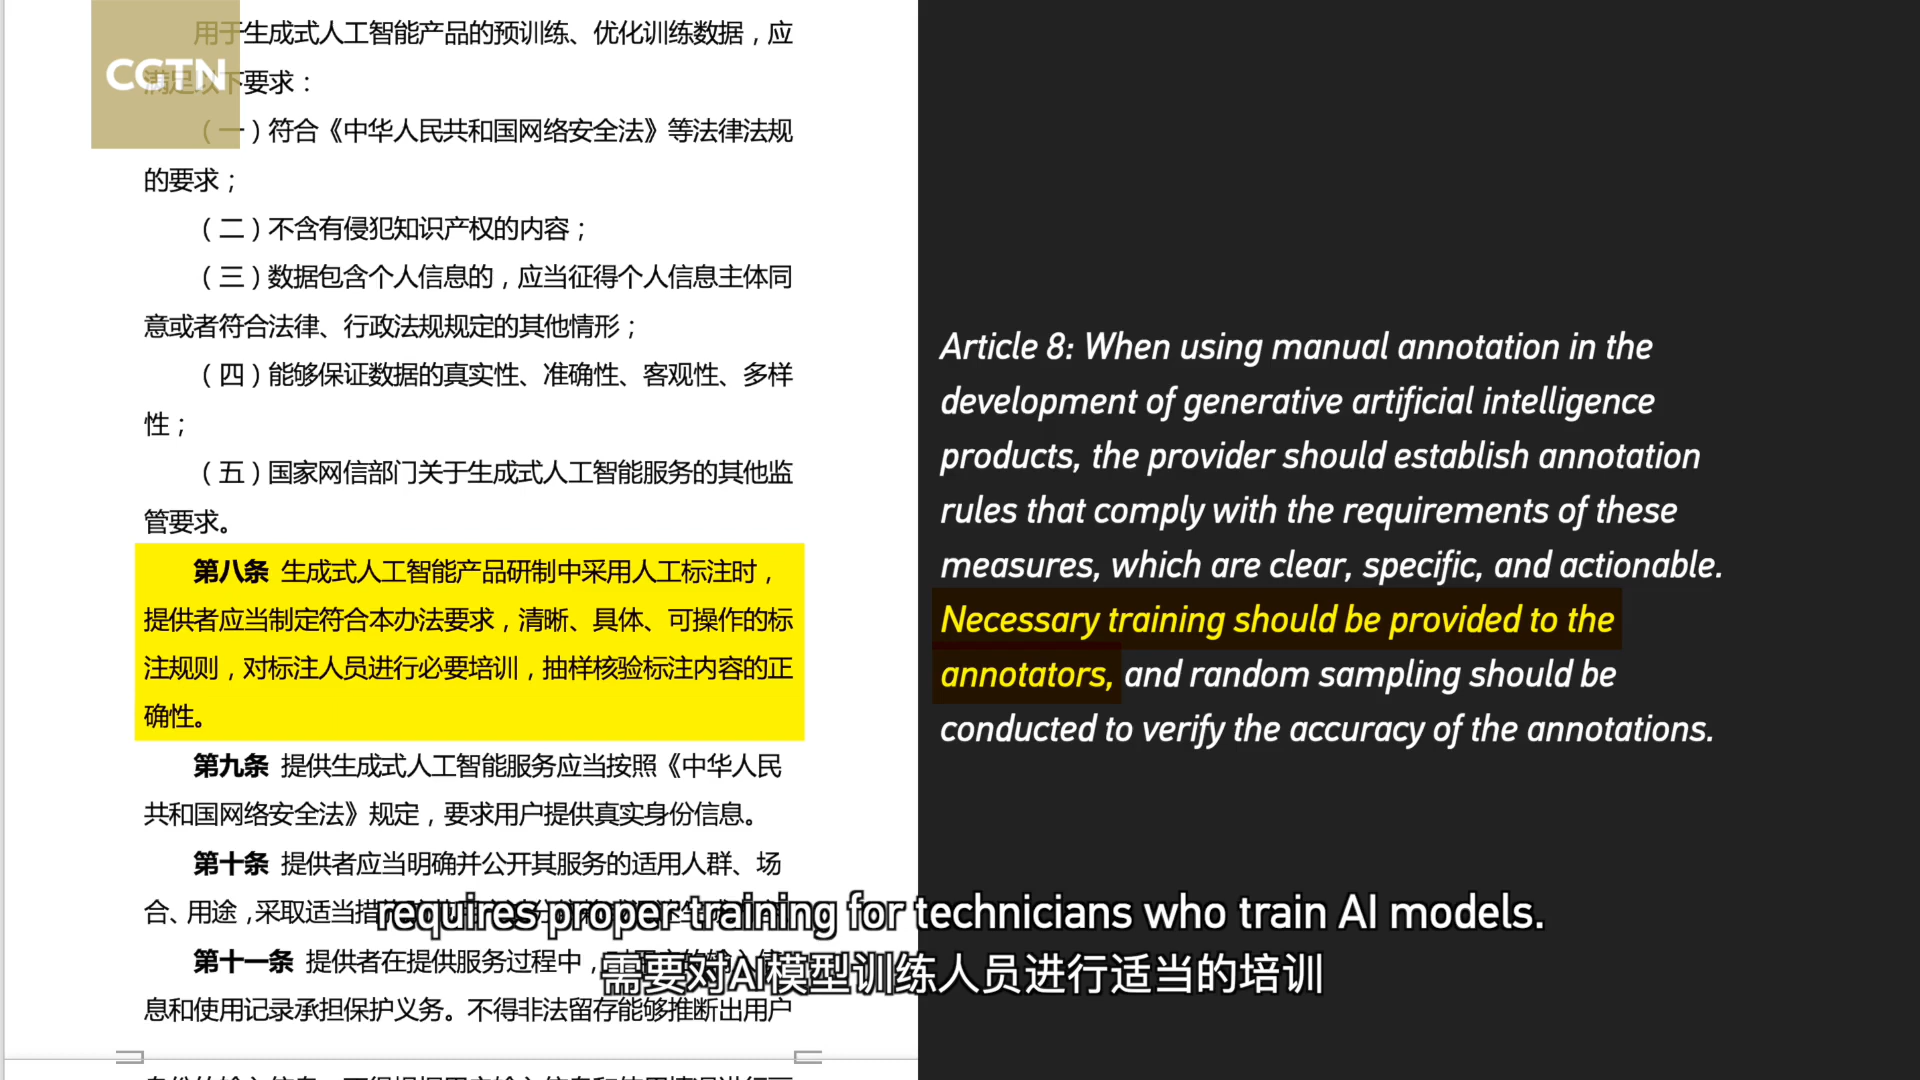 CGTN
用于生成式人工智能产品的预训练、优化训练数据，应
满足以下要求：
（一）符合《中华人民共和国网络安全法》等法律法规
的要求；
（二）不含有侵犯知识产权的内容；
（三）数据包含个人信息的，应当征得个人信息主体同
意或者符合法律、行政法规规定的其他情形；
（四）能够保证数据的真实性、准确性、客观性、多样
性；
（五）国家网信部门关于生成式人工智能服务的其他监
管要求。
第八条 生成式人工智能产品研制中采用人工标注时，
提供者应当制定符合本办法要求，清晰、具体、可操作的标
注规则，对标注人员进行必要培训，抽样核验标注内容的正
确性。
第九条 提供生成式人工智能服务应当按照《中华人民
共和国网络安全法》规定，要求用户提供真实身份信息。
第十条 提供者应当明确并公开其服务的适用人群、场
合、用途，采取适当措
第十一条 提供者在提供服务过程中，
息和使用记录承担保护义务。不得非法留存能够推断出用户
Article 8: When using manual annotation in the
development of generative artificial intelligence
products, the provider should establish annotation
rules that comply with the requirements of these
measures, which are clear, specific, and actionable.
Necessary training should be provided to the
annotators, and random sampling should be
conducted to verify the accuracy of the annotations.
requires proper training for technicians who train AI models.
需要对AI模型训练人员进行适当的培训